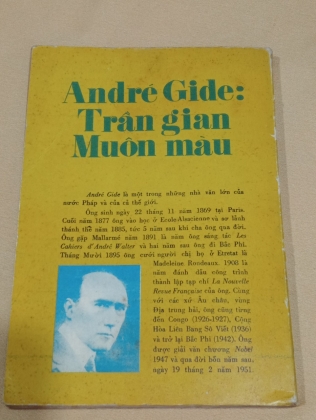 André Gide:
Trần gian
Muôn màu
André Gide là một trong những nhà văn lớn của
nước Pháp và của cả thế giới.
Ông sinh ngày 22 tháng 11 năm 1869 tại Paris.
Cuối năm 1877 ông vào học ở Ecole Alsacienne và sơ lãnh
thánh thể năm 1895, tức 5 năm sau khi cha ông qua đời.
Ông gặp Mallarmé năm 1891 là năm ông sáng tác Les
Cahiers d'André Walter và hai năm sau ông đi Bắc Phi.
Tháng Mười 1895 ông cưới người chị họ ở Etretat là
Madeleine Rondeaux. 1908 là
năm đánh dấu công trình
thành lập tạp chí La Nouvelle
Revue Française của ông. Cùng
với các xứ Âu châu, vùng
Địa trung hải, ông cũng từng
đến Congo (1926-1927), Cộng
Hòa Liên Bang Sô Viết (1936)
và trở lại Bắc Phi (1942). Ông
được giải văn chương Nobel
1947 và qua đời bốn năm sau,
ngày 19 tháng 2 năm 1951.